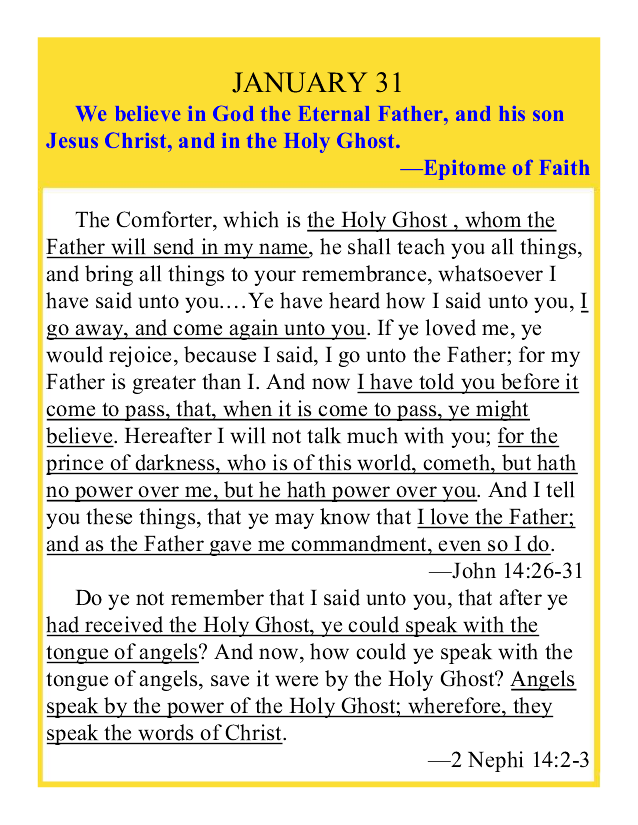 JANUARY 31
We believe in God the Eternal Father, and his son
Jesus Christ, and in the Holy Ghost.
—Epitome of Faith
The Comforter, which is the Holy Ghost , whom the
Father will send in my name, he shall teach you all things,
and bring all things to your remembrance, whatsoever I
have said unto you.…Ye have heard how I said unto you, I
go away, and come again unto you. If ye loved me, ye
would rejoice, because I said, I go unto the Father; for my
Father is greater than I. And now I have told you before it
come to pass, that, when it is come to pass, ye might
believe. Hereafter I will not talk much with you; for the
prince of darkness, who is of this world, cometh, but hath
no power over me, but he hath power over you. And I tell
you these things, that ye may know that I love the Father;
and as the Father gave me commandment, even so I do.
—John 14:26-31
Do ye not remember that I said unto you, that after ye
had received the Holy Ghost, ye could speak with the
tongue of angels? And now, how could ye speak with the
tongue of angels, save it were by the Holy Ghost? Angels
speak by the power of the Holy Ghost; wherefore, they
speak the words of Christ.
—2 Nephi 14:2-3